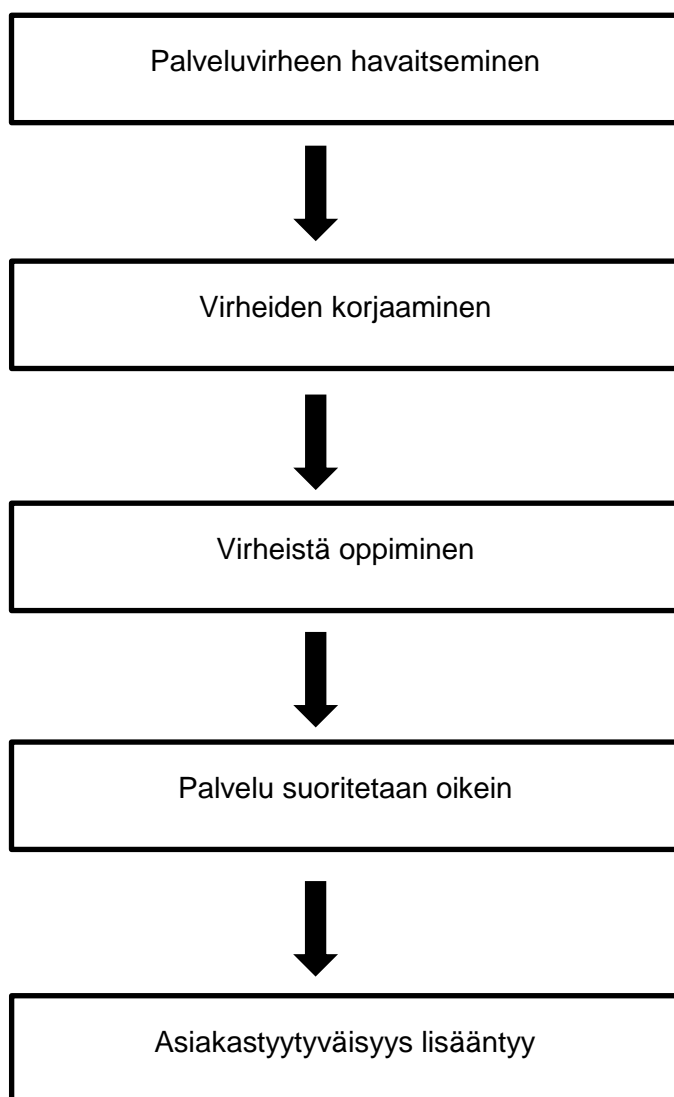 Palveluvirheen havaitseminen
Virheiden korjaaminen
Virheistä oppiminen
Palvelu suoritetaan oikein
Asiakastyytyväisyys lisääntyy